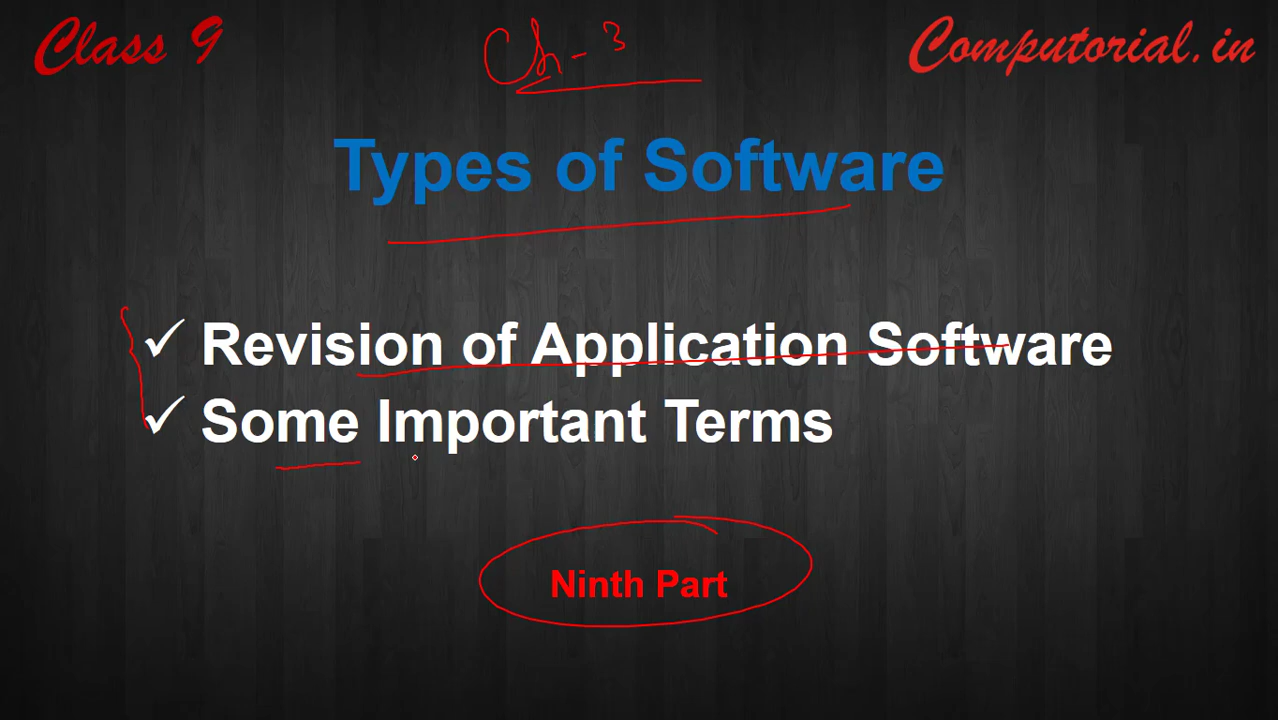 Class 9
Ch-3
Computorial.in
Types of Software
✓ Revision of Application Software
✓ Some Important Terms
Ninth Part